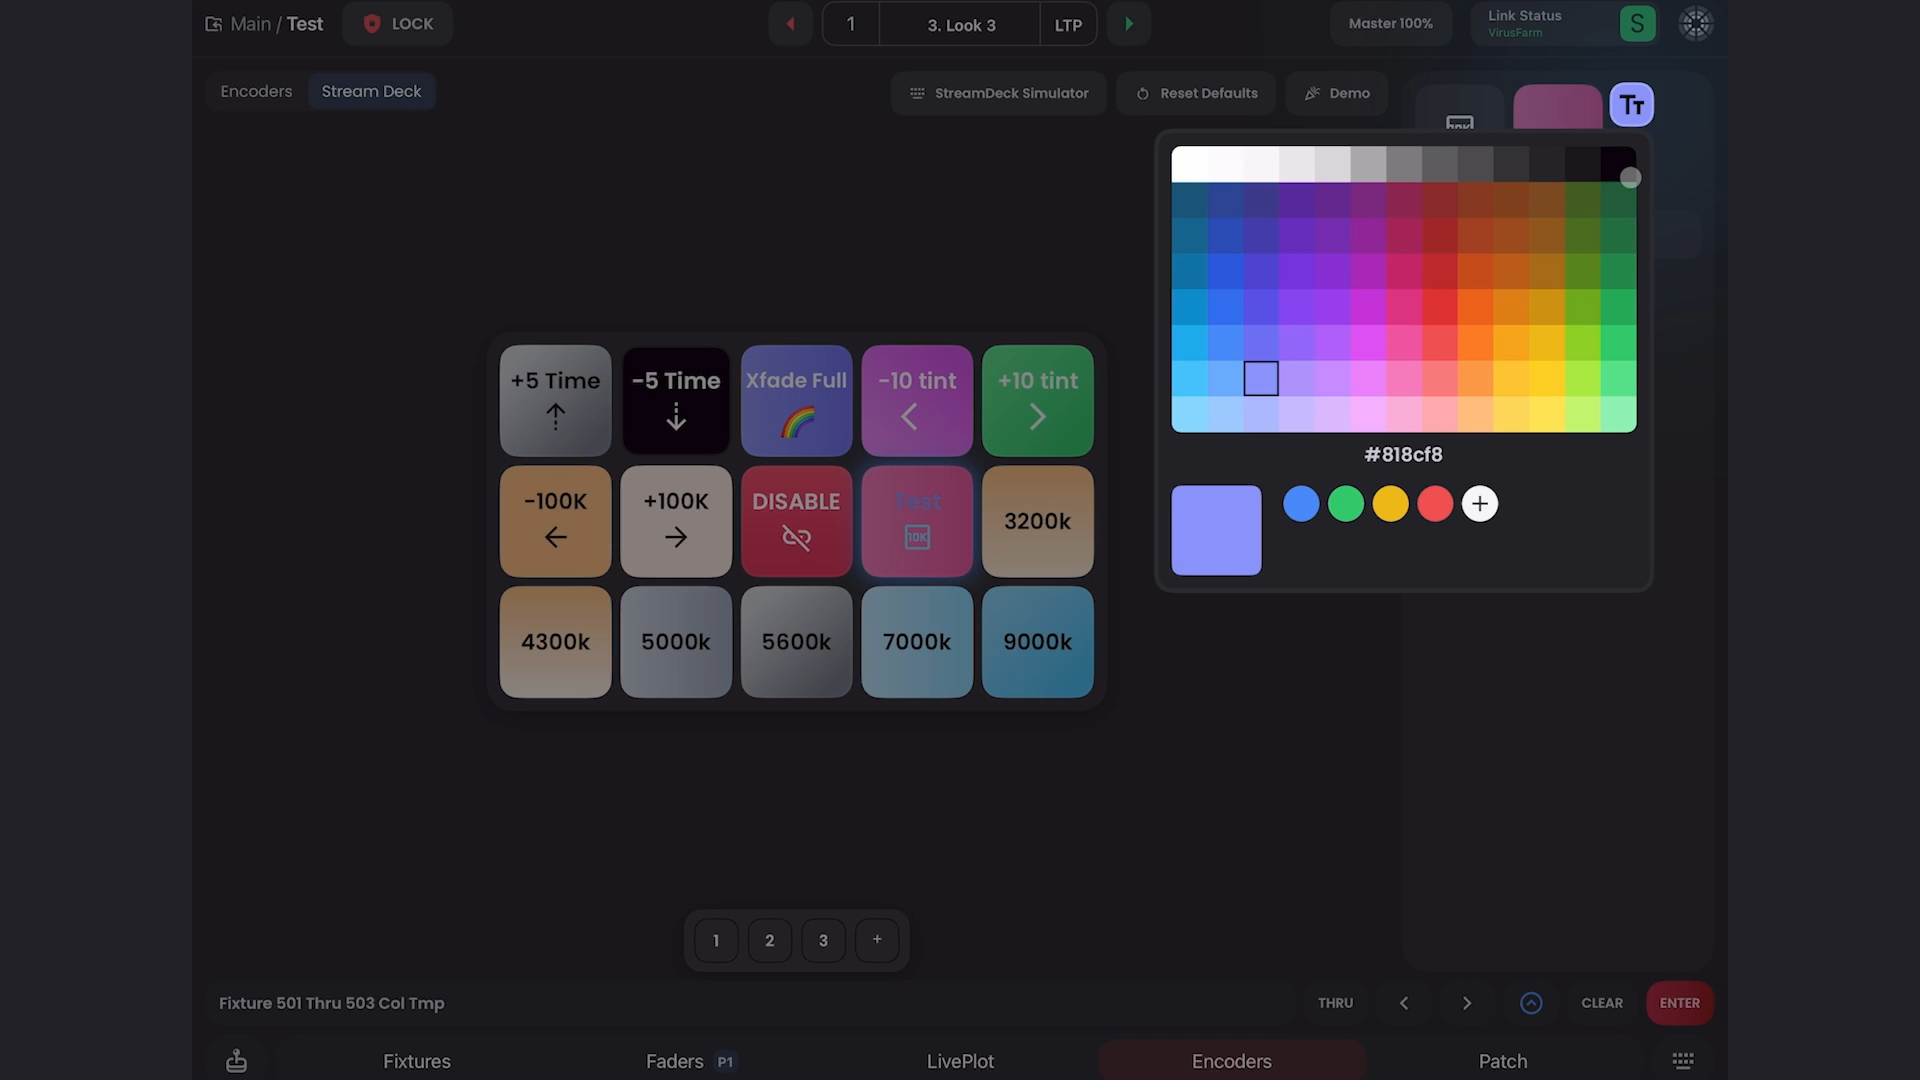 Main / Test
LOCK
1
3. Look 3
LTP
Master 100%
Link Status
VirusFarm
S
Encoders
Stream Deck
StreamDeck Simulator
Reset Defaults
Demo
TT
#818cf8
+5 Time
-5 Time
Xfade Full
-10 tint
+10 tint
-100K
+100K
DISABLE
Test
10K
3200k
4300k
5000k
5600k
7000k
9000k
1
2
3
+
Fixture 501 Thru 503 Col Tmp
THRU
CLEAR
ENTER
Fixtures
Faders P1
LivePlot
Encoders
Patch